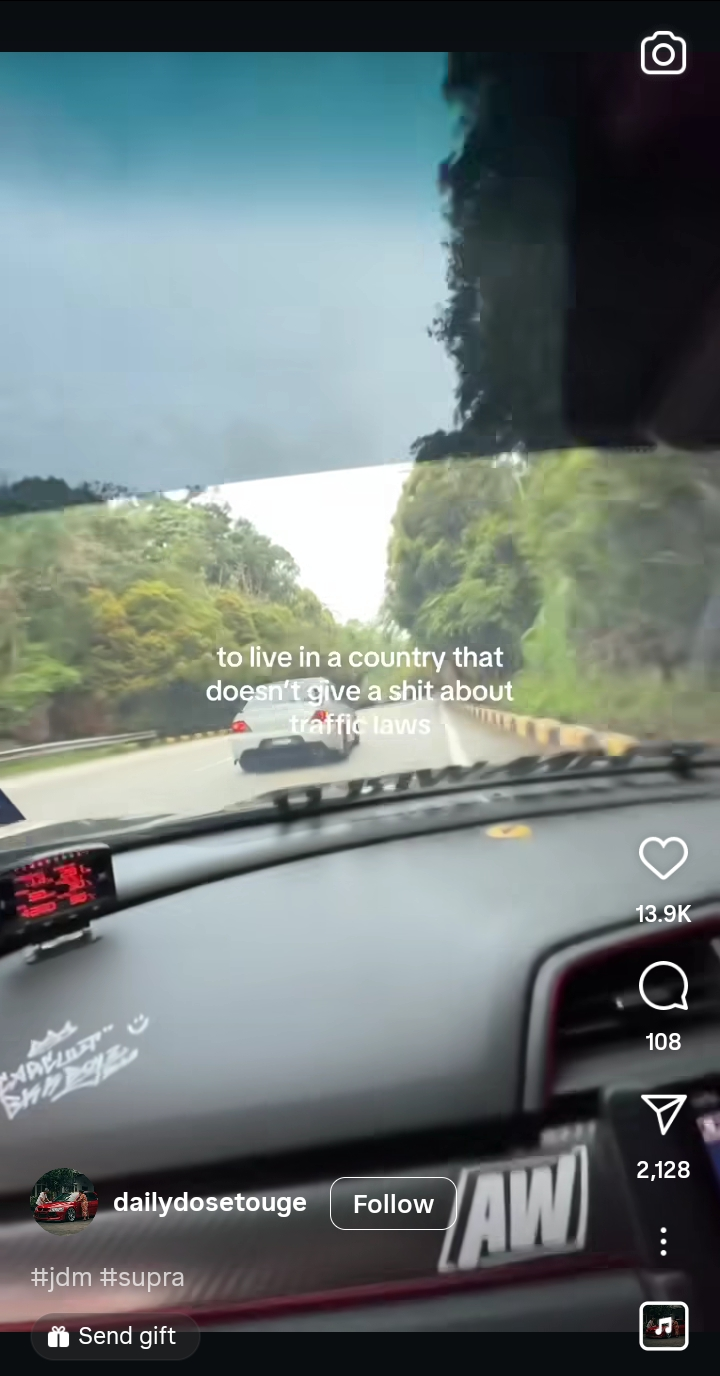 to live in a country that
doesn't give a shit about
traffic laws
13.9K
108
2,128
dailydosetouge
Follow
AW
#jdm #supra
Send gift